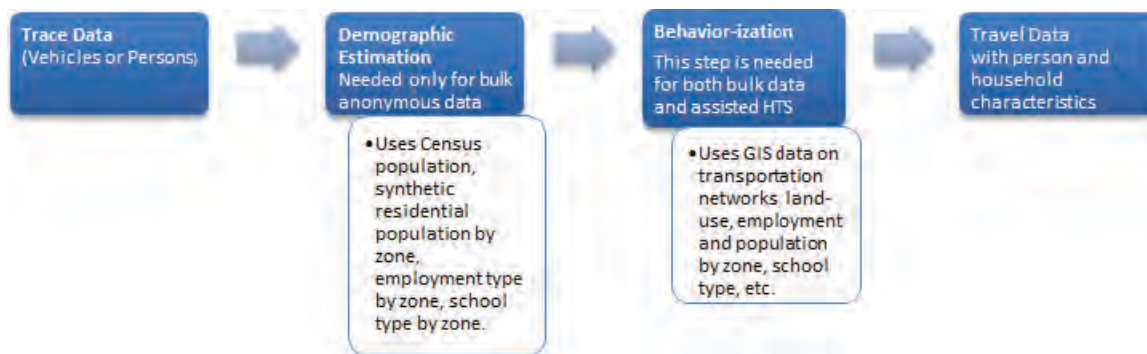 Trace Data
(Vehicles or Persons)
Demographic
Estimation
Needed only for bulk
anonymous data
•Uses Census
population,
synthetic
residential
population by
zone,
employment type
by zone, school
type by zone.
Behavior-ization
This step is needed
for both bulk data
and assisted HTS
•Uses GIS data on
transportation
networks, land-
use, employment
and population
by zone, school
type, etc.
Travel Data
with person and
household
characteristics